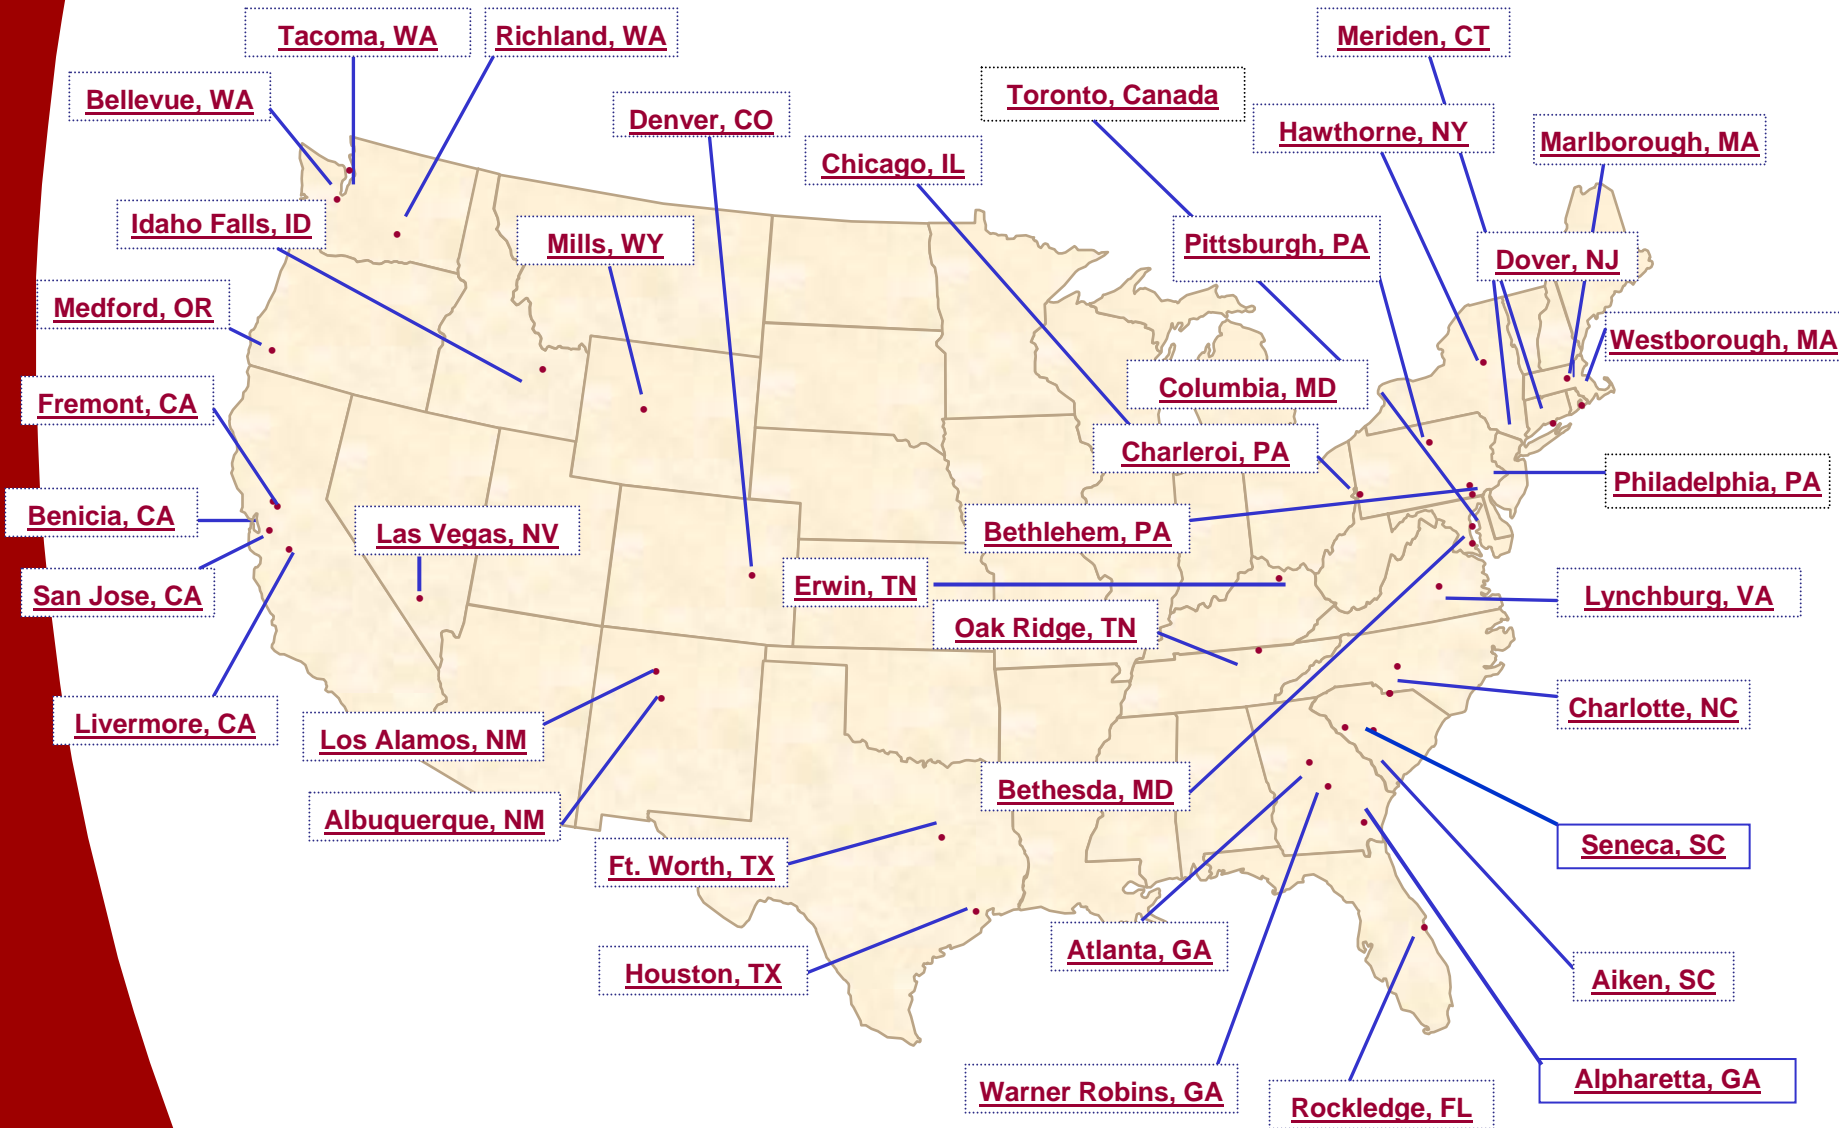 Tacoma, WA
Richland, WA
Meriden, CT
Bellevue, WA
Denver, CO
Toronto, Canada
Hawthorne, NY
Marlborough, MA
Chicago, IL
Idaho Falls, ID
Mills, WY
Pittsburgh, PA
Dover, NJ
Medford, OR
Westborough, MA
Fremont, CA
Columbia, MD
Charleroi, PA
Philadelphia, PA
Benicia, CA
Las Vegas, NV
Bethlehem, PA
San Jose, CA
Erwin, TN
Lynchburg, VA
Oak Ridge, TN
Livermore, CA
Los Alamos, NM
Charlotte, NC
Albuquerque, NM
Bethesda, MD
Ft. Worth, TX
Seneca, SC
Houston, TX
Atlanta, GA
Aiken, SC
Warner Robins, GA
Rockledge, FL
Alpharetta, GA